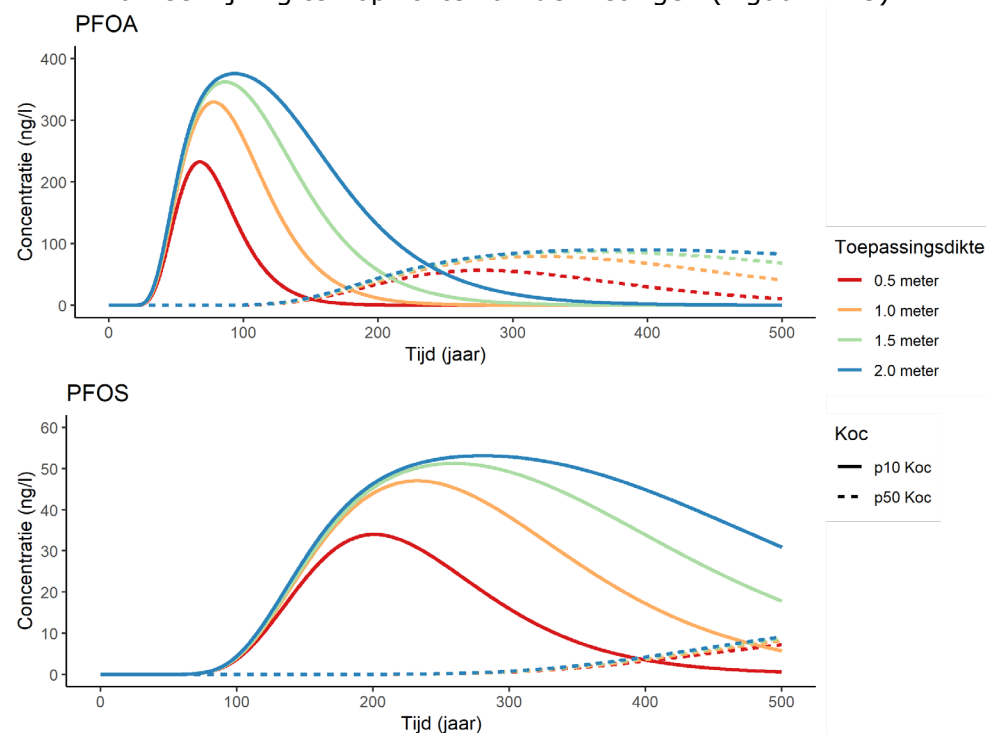 PFOA
400
300
200
100
0
Concentratie (ng/l)
0 100 200 300 400 500
Tijd (jaar)
PFOS
60
50
40
30
20
10
0
Concentratie (ng/l)
0 100 200 300 400 500
Tijd (jaar)
Toepassingsdikte
0.5 meter
1.0 meter
1.5 meter
2.0 meter
Koc
p10 Koc
p50 Koc